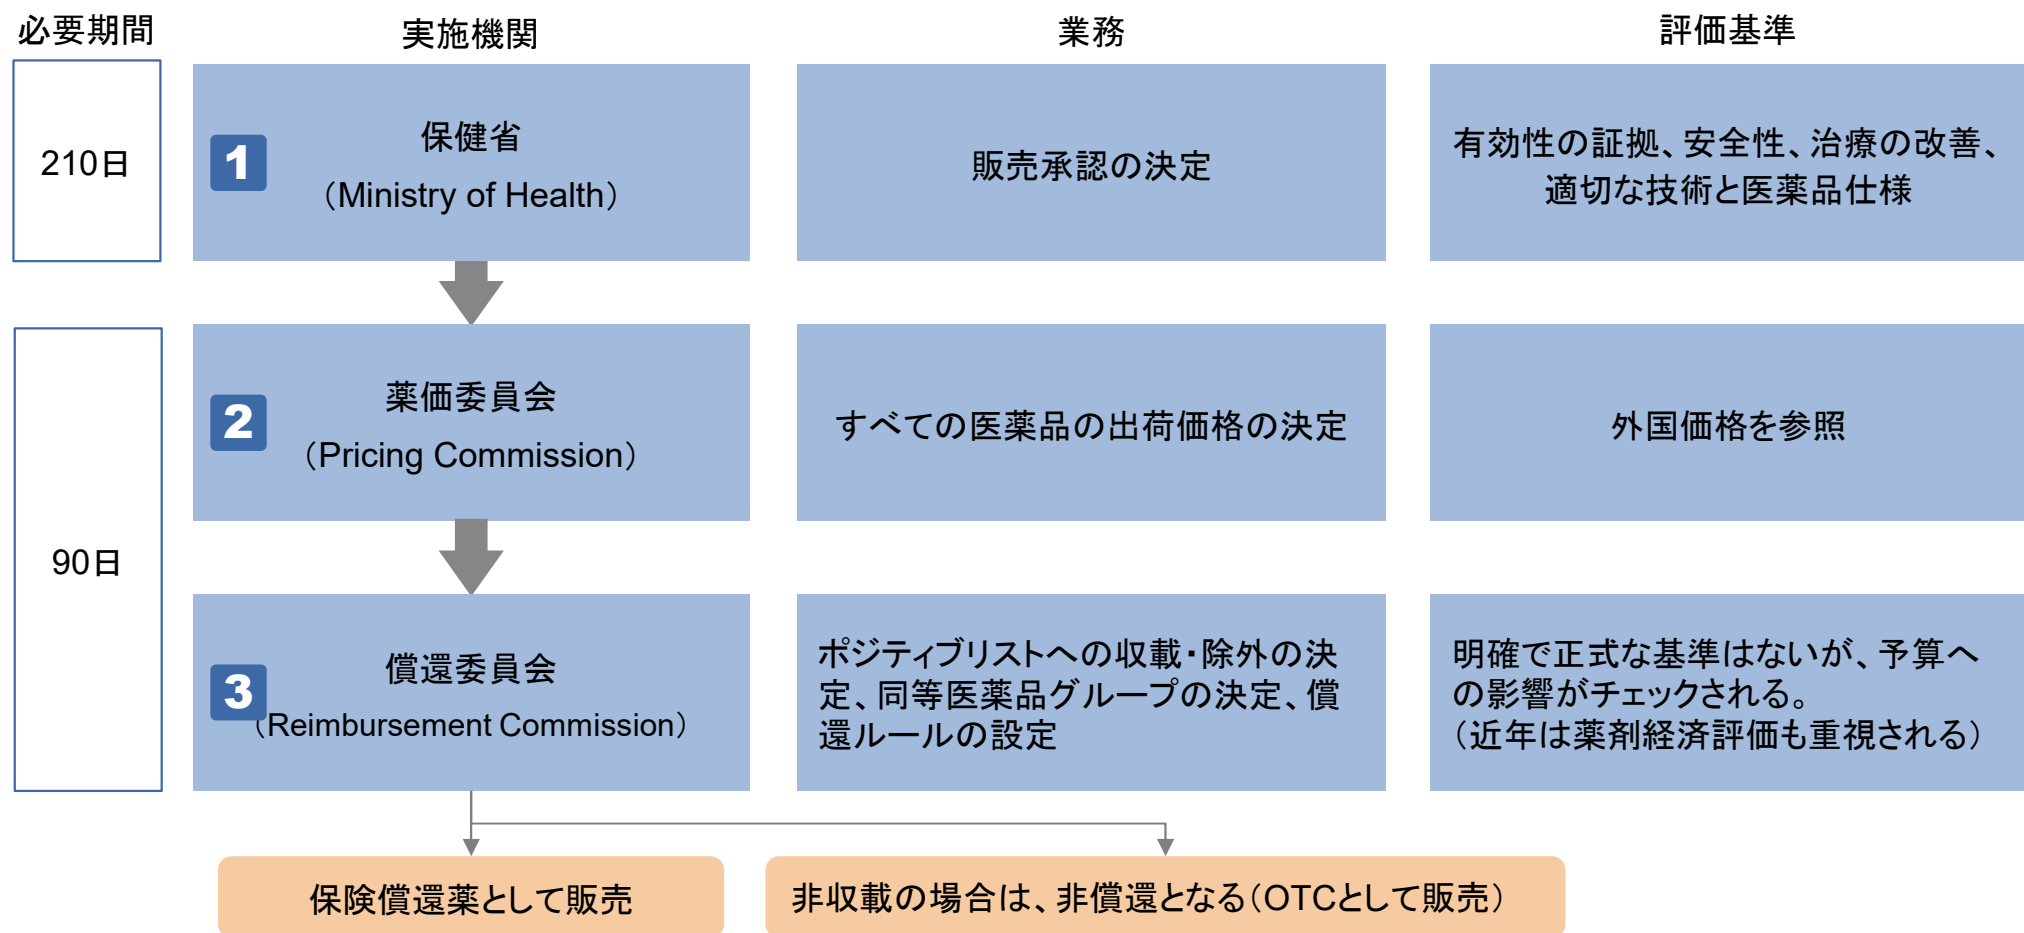 必要期間
実施機関
業務
評価基準
210日
1
保健省
（Ministry of Health）
販売承認の決定
有効性の証拠、安全性、治療の改善、
適切な技術と医薬品仕様
90日
2
薬価委員会
（Pricing Commission）
すべての医薬品の出荷価格の決定
外国価格を参照
3
償還委員会
（Reimbursement Commission）
ポジティブリストへの収載・除外の決
定、同等医薬品グループの決定、償
還ルールの設定
明確で正式な基準はないが、予算へ
の影響がチェックされる。
（近年は薬剤経済評価も重視される）
保険償還薬として販売
非収載の場合は、非償還となる（OTCとして販売）